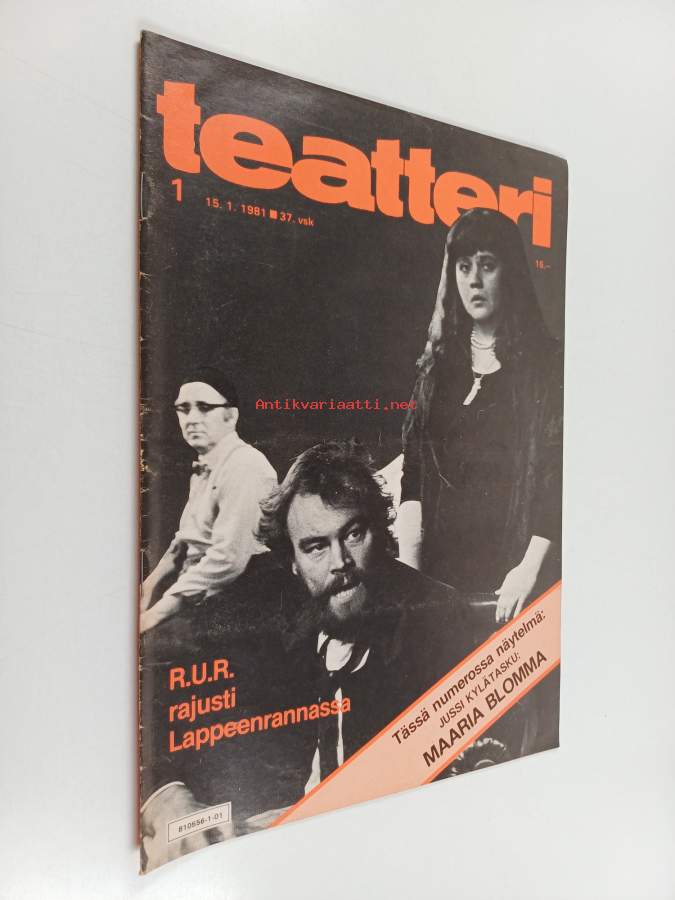 teatteri
1 15. 1. 1981 ■ 37. vsk
16,–
Antikvariaatti.net
R.U.R.
rajusti
Lappeenrannassa
Tässä numerossa näytelmä:
JUSSI KYLÄTASKU:
MAARIA BLOMMA
810656-1-01